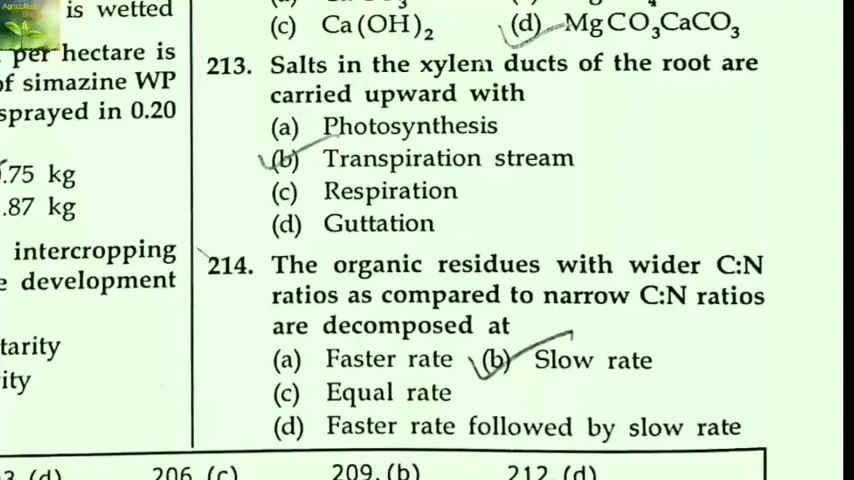 Agriculture
is wetted
per hectare is
of simazine WP
sprayed in 0.20
.75 kg
.87 kg
intercropping
e development
tarity
ity
(c) Ca(OH)2 (d) MgCO3CaCO3
213. Salts in the xylem ducts of the root are
carried upward with
(a) Photosynthesis
(b) Transpiration stream
(c) Respiration
(d) Guttation
214. The organic residues with wider C:N
ratios as compared to narrow C:N ratios
are decomposed at
(a) Faster rate (b) Slow rate
(c) Equal rate
(d) Faster rate followed by slow rate
3. (d) 206. (c) 209. (b) 212. (d)